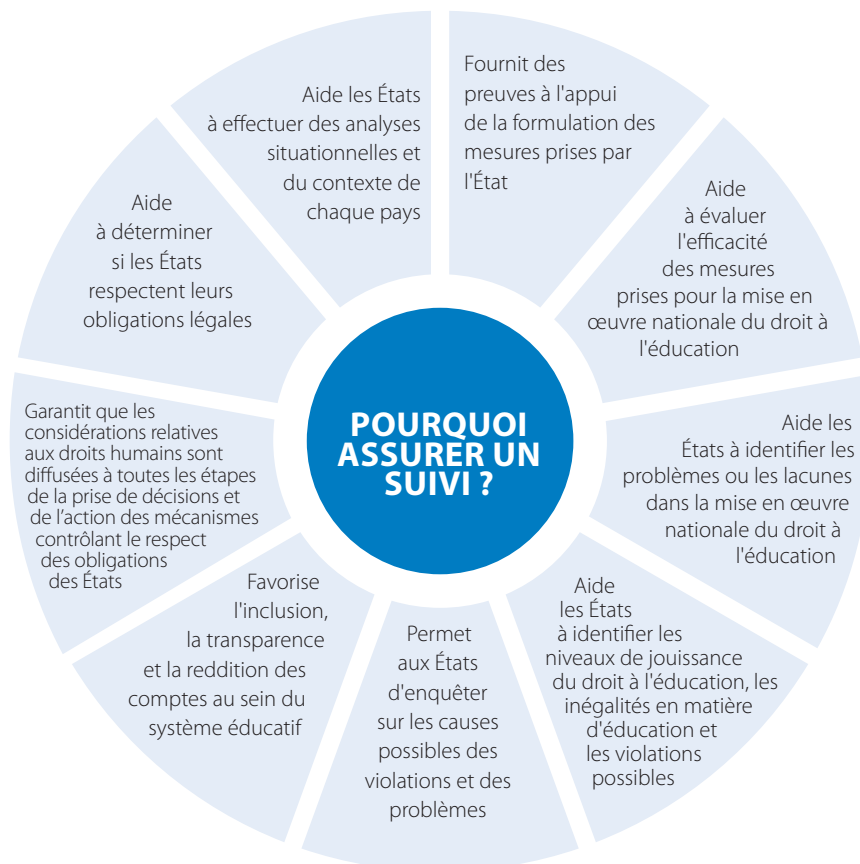 Fournit des
preuves à l'appui
de la formulation des
mesures prises par
l'État
Aide
à évaluer
l'efficacité
des mesures
prises pour la mise en
œuvre nationale du droit à
l'éducation
Aide les
États à identifier les
problèmes ou les lacunes
dans la mise en œuvre
nationale du droit à
l'éducation
Aide
les États
à identifier les
niveaux de jouissance
du droit à l'éducation, les
inégalités en matière
d'éducation et
les violations
possibles
Permet
aux États
d'enquêter
sur les causes
possibles des
violations et des
problèmes
Favorise
l'inclusion,
la transparence
et la reddition des
comptes au sein du
système éducatif
Garantit que les
considérations relatives
aux droits humains sont
diffusées à toutes les étapes
de la prise de décisions et
de l’action des mécanismes
contrôlant le respect
des obligations
des États
Aide
à déterminer
si les États
respectent leurs
obligations légales
Aide les États
à effectuer des analyses
situationnelles et
du contexte de
chaque pays
POURQUOI
ASSURER UN
SUIVI ?